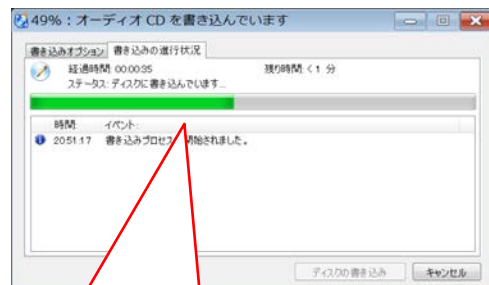 49%：オーディオ CD を書き込んでいます
書き込みオプション 書き込みの進行状況
経過時間: 00:00:35 残り時間: < 1 分
ステータス: ディスクに書き込んでいます...
時間: イベント:
20:51:17 書き込みプロセス 開始されました。
ディスクの書き込み キャンセル